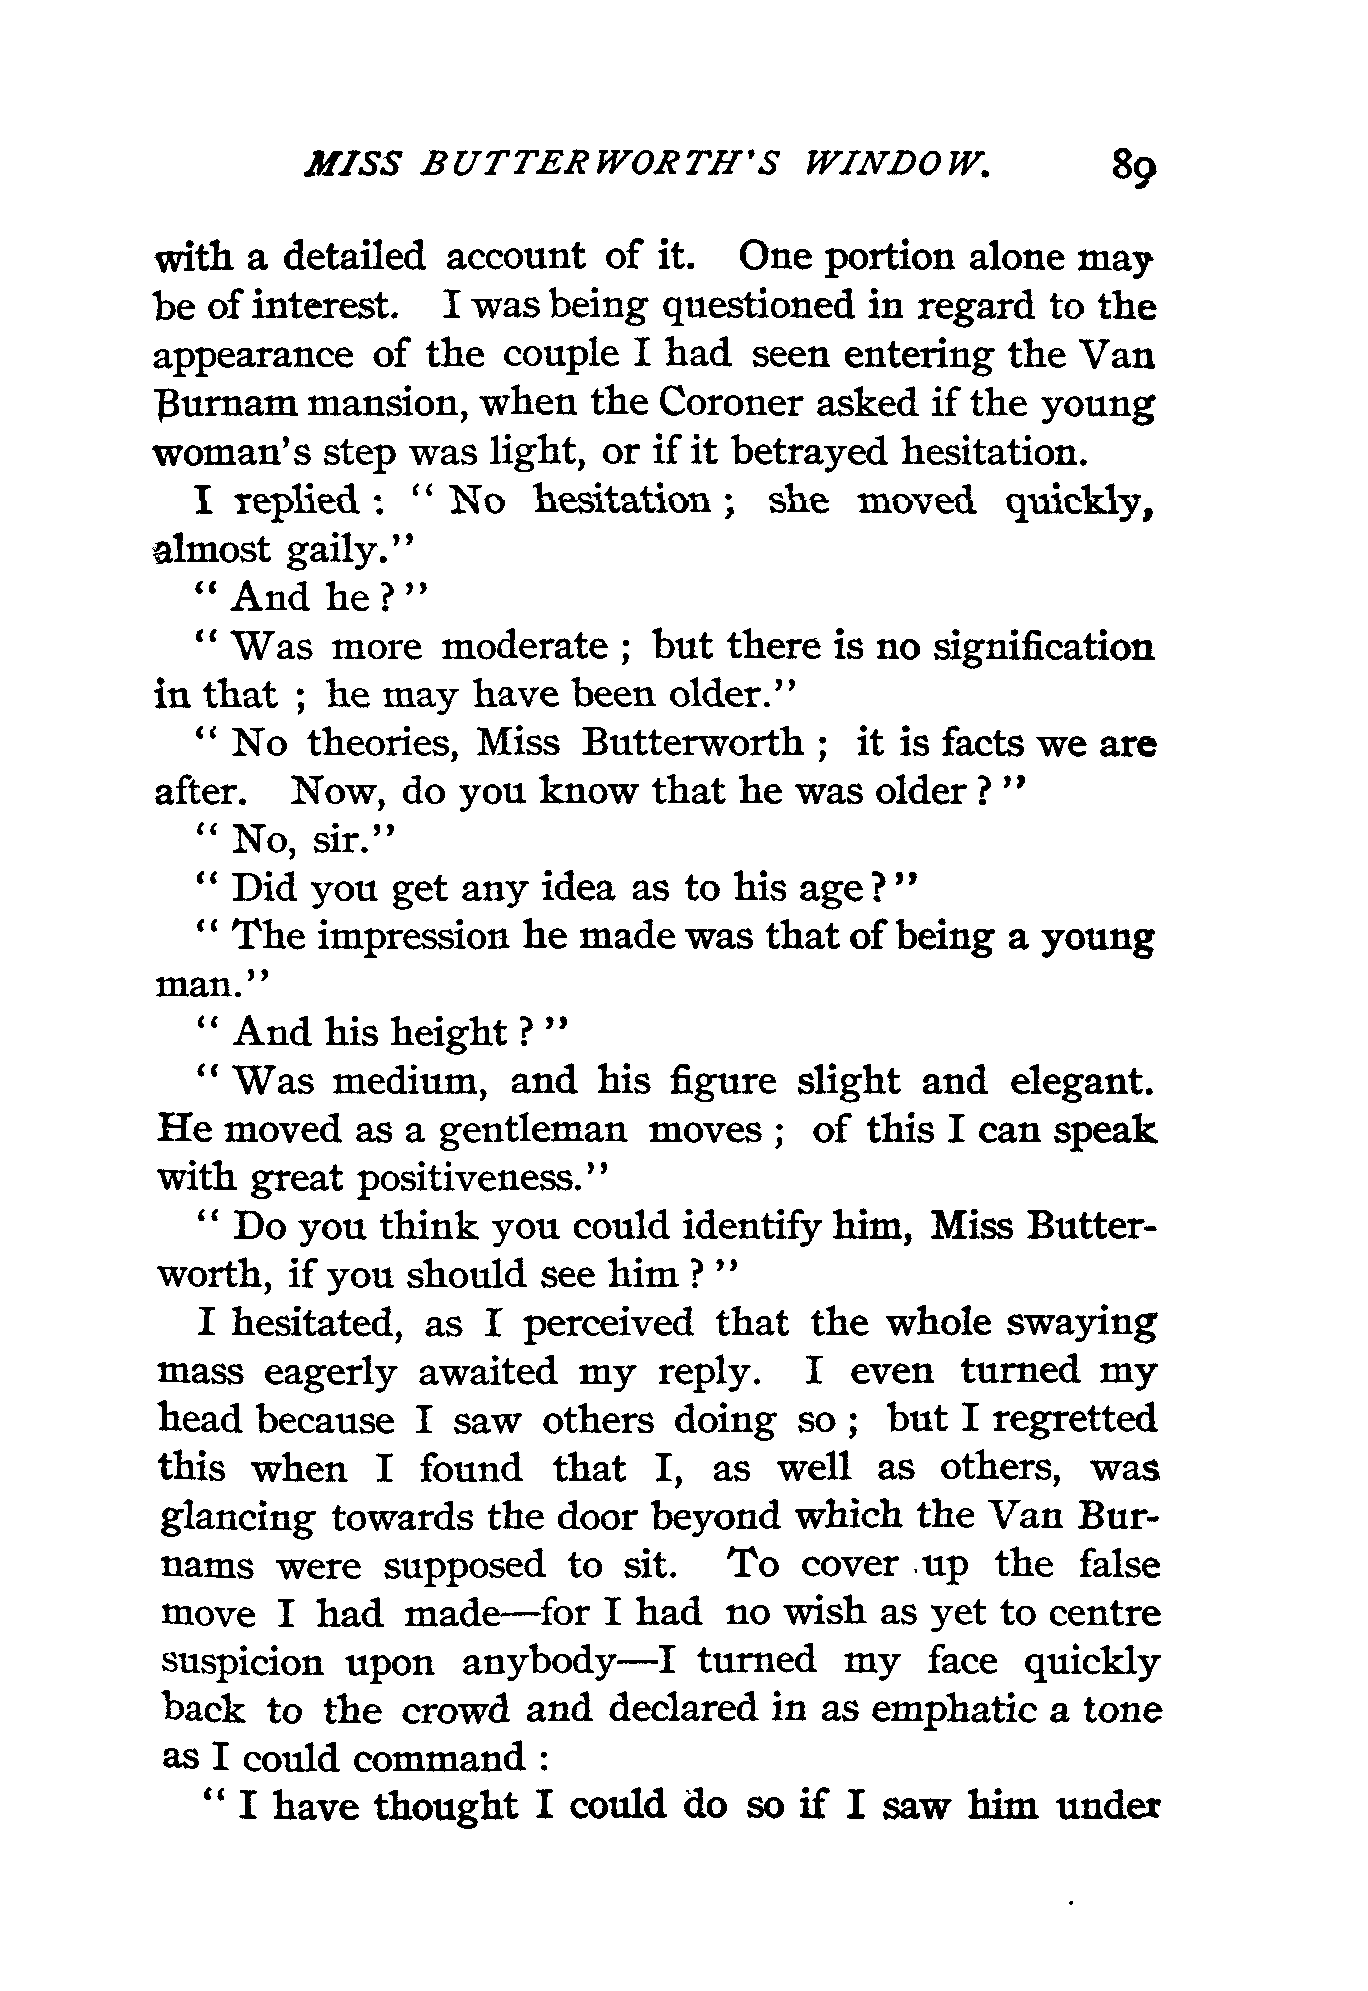 MISS BUTTERWORTH'S WINDOW. 89
with a detailed account of it. One portion alone may
be of interest. I was being questioned in regard to the
appearance of the couple I had seen entering the Van
Burnam mansion, when the Coroner asked if the young
woman's step was light, or if it betrayed hesitation.
I replied : " No hesitation ; she moved quickly,
almost gaily."
" And he ? "
" Was more moderate ; but there is no signification
in that ; he may have been older."
" No theories, Miss Butterworth ; it is facts we are
after. Now, do you know that he was older ? "
" No, sir."
" Did you get any idea as to his age ? "
" The impression he made was that of being a young
man."
" And his height ? "
" Was medium, and his figure slight and elegant.
He moved as a gentleman moves ; of this I can speak
with great positiveness."
" Do you think you could identify him, Miss Butter-
worth, if you should see him ? "
I hesitated, as I perceived that the whole swaying
mass eagerly awaited my reply. I even turned my
head because I saw others doing so ; but I regretted
this when I found that I, as well as others, was
glancing towards the door beyond which the Van Bur-
nams were supposed to sit. To cover up the false
move I had made—for I had no wish as yet to centre
suspicion upon anybody—I turned my face quickly
back to the crowd and declared in as emphatic a tone
as I could command :
" I have thought I could do so if I saw him under